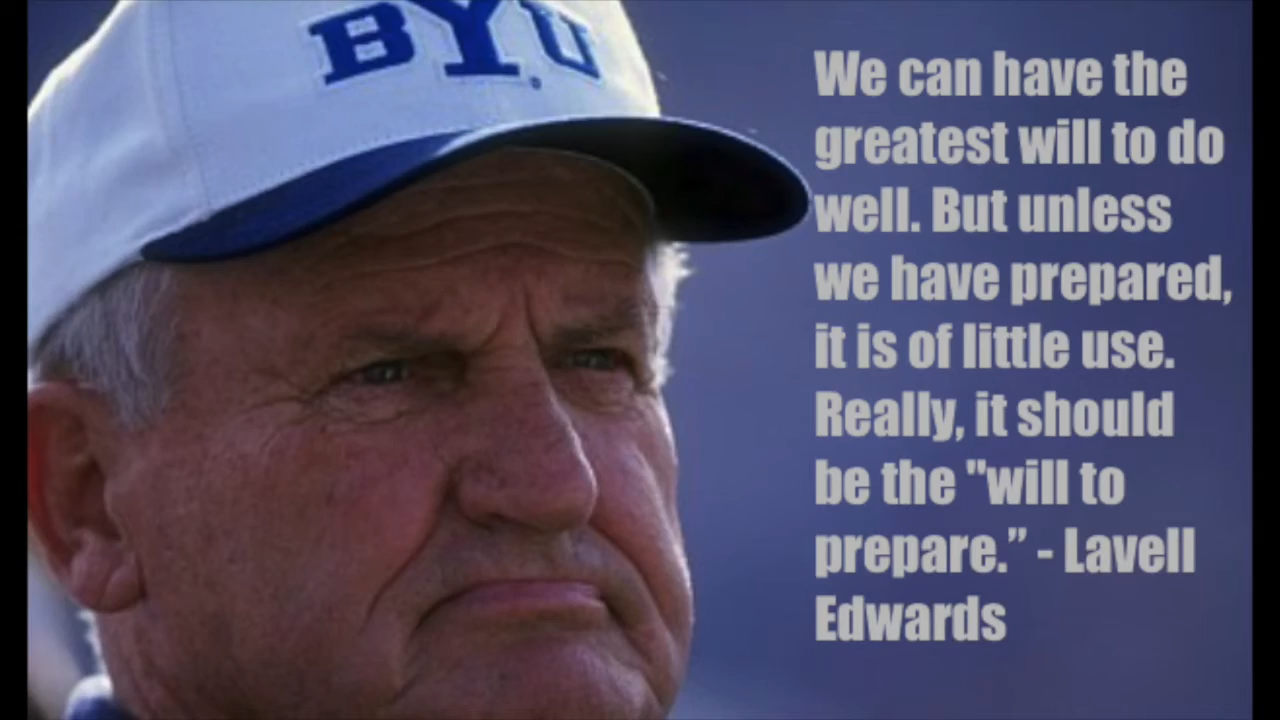 BYU
We can have the
greatest will to do
well. But unless
we have prepared,
it is of little use.
Really, it should
be the "will to
prepare.” - Lavell
Edwards